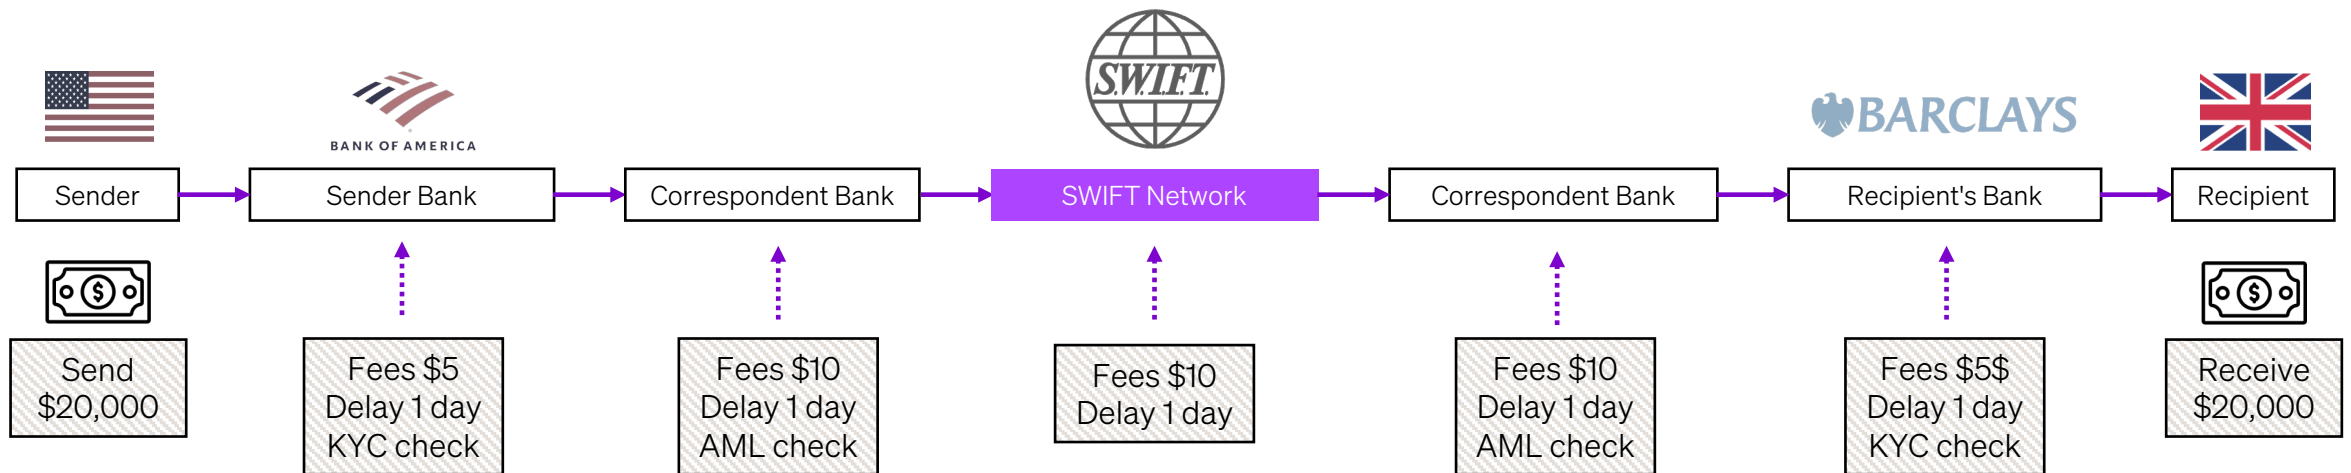 S.W.I.F.T.
BANK OF AMERICA
BARCLAYS
Sender
Sender Bank
Correspondent Bank
SWIFT Network
Correspondent Bank
Recipient's Bank
Recipient
$
$
Send
$20,000
Fees $5
Delay 1 day
KYC check
Fees $10
Delay 1 day
AML check
Fees $10
Delay 1 day
Fees $10
Delay 1 day
AML check
Fees $5$
Delay 1 day
KYC check
Receive
$20,000